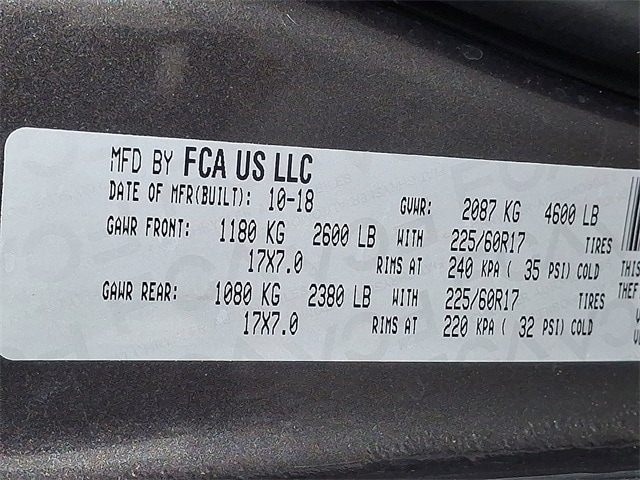 MFD BY FCA US LLC
DATE OF MFR(BUILT): 10-18 GVWR: 2087 KG 4600 LB
GAWR FRONT: 1180 KG 2600 LB WITH 225/60R17 TIRES
17X7.0 RIMS AT 240 KPA ( 35 PSI) COLD
THIS
GAWR REAR: 1080 KG 2380 LB WITH 225/60R17 TIRES
THEF
17X7.0 RIMS AT 220 KPA ( 32 PSI) COLD